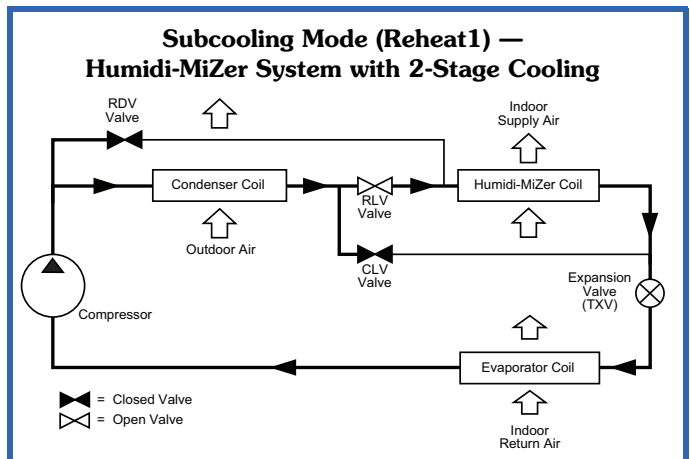 Subcooling Mode (Reheat1) —
Humidi-MiZer System with 2-Stage Cooling
RDV
Valve
Indoor
Supply Air
Condenser Coil
RLV
Valve
Humidi-MiZer Coil
Outdoor Air
CLV
Valve
Expansion
Valve
(TXV)
Compressor
Evaporator Coil
= Closed Valve
= Open Valve
Indoor
Return Air